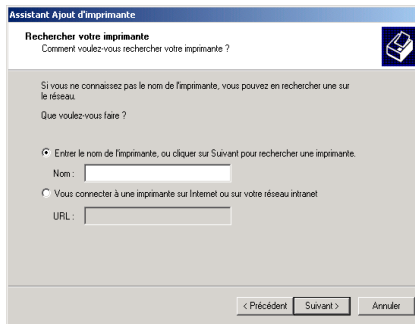 Assistant Ajout d'imprimante
Rechercher votre imprimante
Comment voulez-vous rechercher votre imprimante ?
Si vous ne connaissez pas le nom de l'imprimante, vous pouvez en rechercher une sur
le réseau.
Que voulez-vous faire ?
Entrer le nom de l'imprimante, ou cliquer sur Suivant pour rechercher une imprimante.
Nom :
Vous connecter à une imprimante sur Internet ou sur votre réseau intranet
URL :
< Précédent Suivant > Annuler